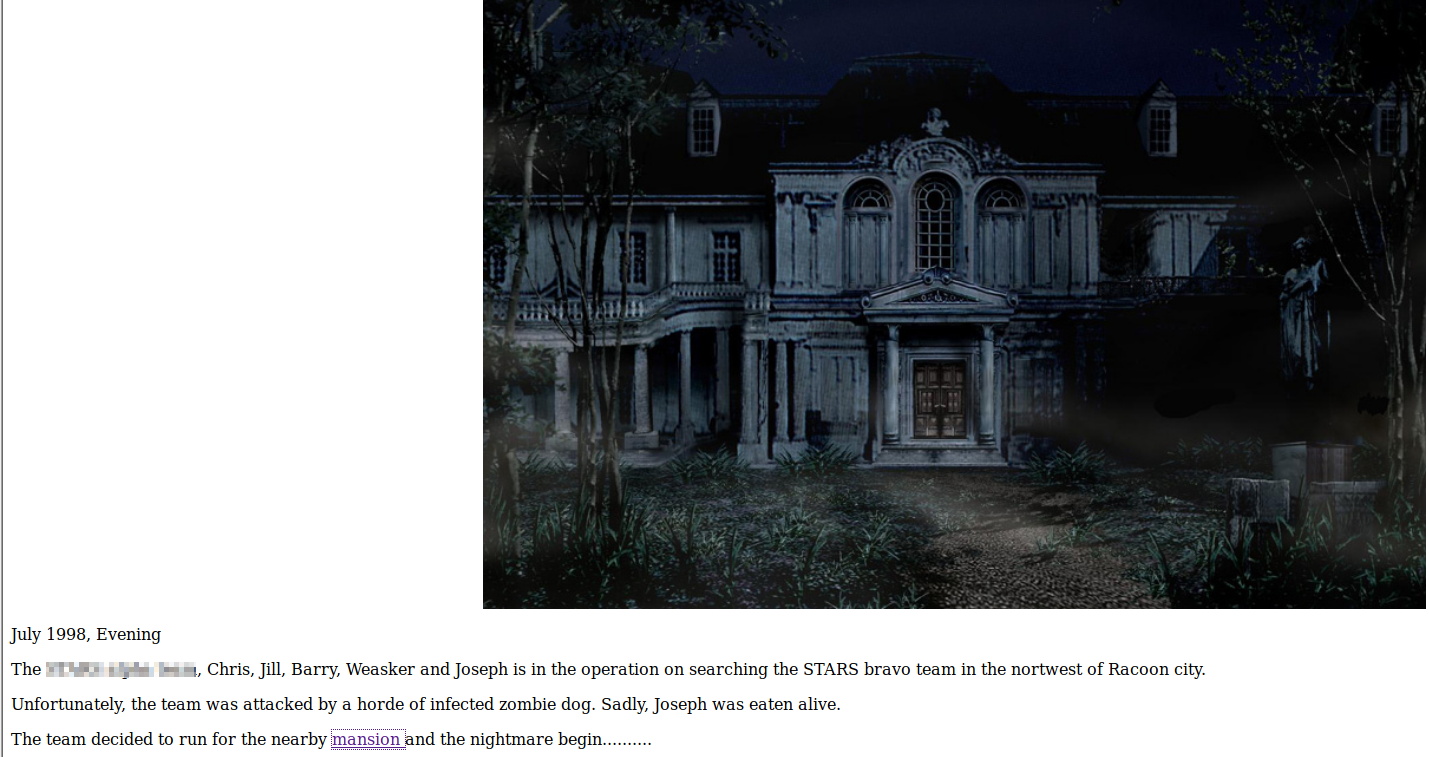 July 1998, Evening
The , Chris, Jill, Barry, Weasker and Joseph is in the operation on searching the STARS bravo team in the nortwest of Racoon city.
Unfortunately, the team was attacked by a horde of infected zombie dog. Sadly, Joseph was eaten alive.
The team decided to run for the nearby mansion and the nightmare begin..........